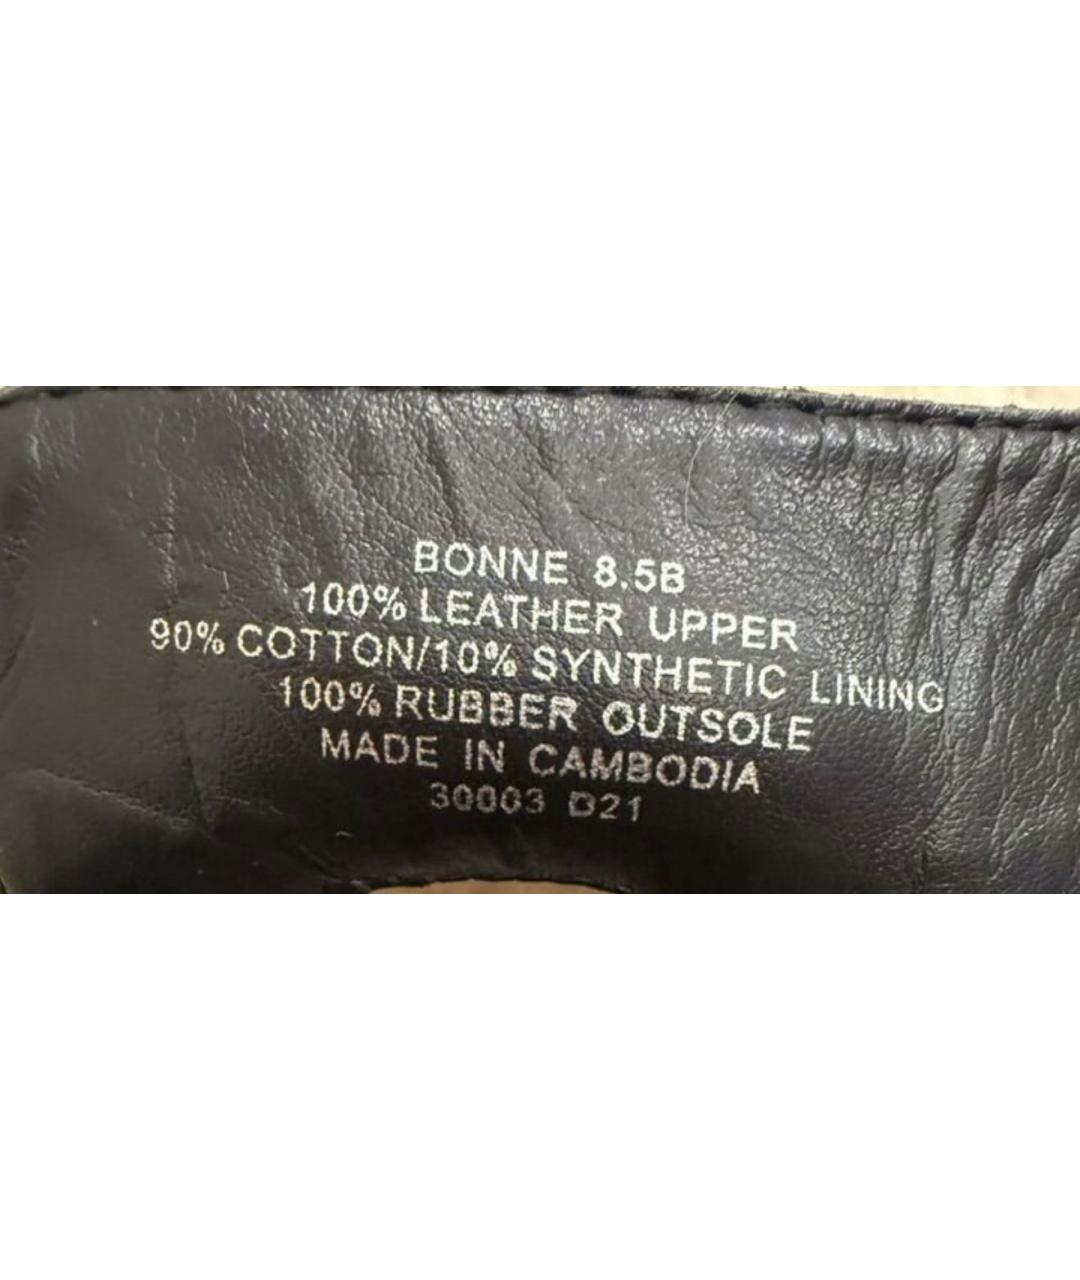 BONNE 8.5B
100% LEATHER UPPER
90% COTTON/10% SYNTHETIC LINING
100% RUBBER OUTSOLE
MADE IN CAMBODIA
30003 D21